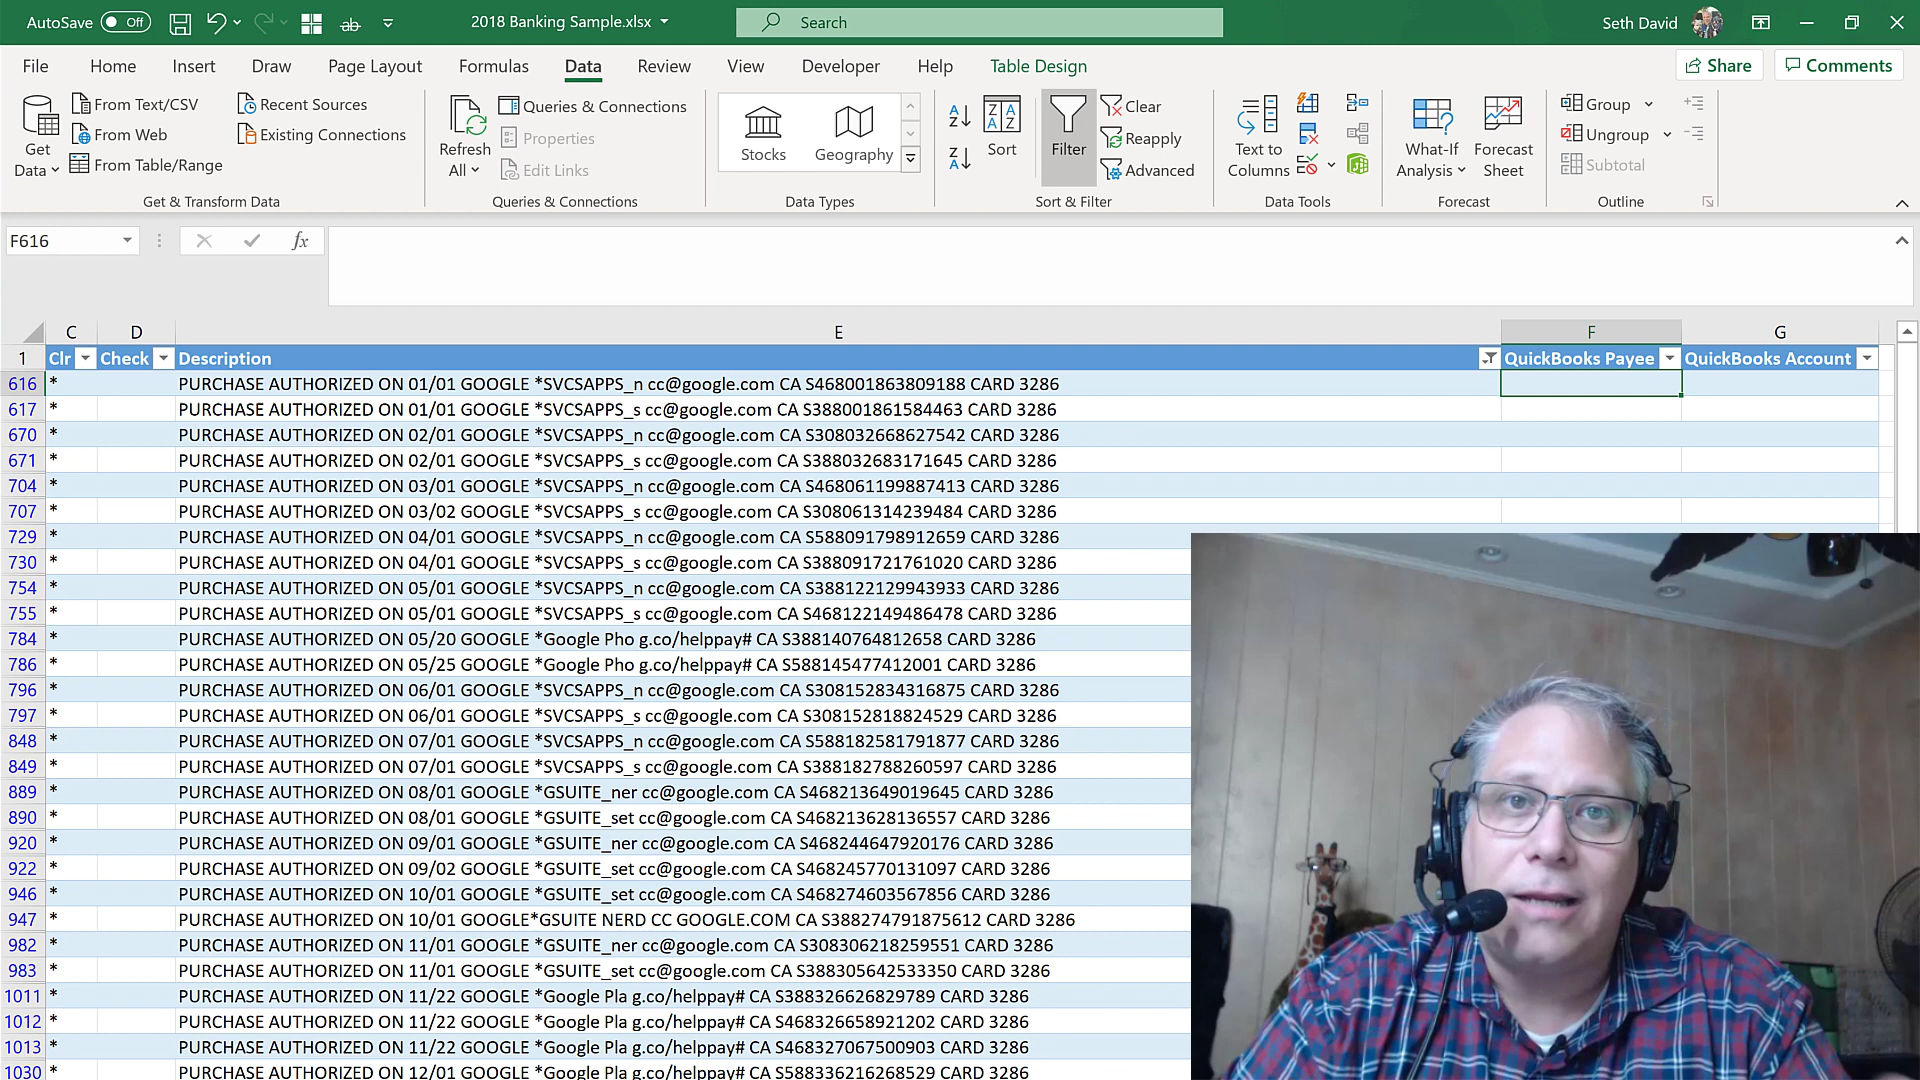 AutoSave Off 2018 Banking Sample.xlsx Search Seth David
File Home Insert Draw Page Layout Formulas Data Review View Developer Help Table Design Share Comments
Get Data From Text/CSV From Web From Table/Range Recent Sources Existing Connections
Get & Transform Data
Refresh All Queries & Connections Properties Edit Links
Queries & Connections
Stocks Geography
Data Types
Sort Filter Clear Reapply Advanced
Sort & Filter
Text to Columns
Data Tools
What-If Analysis Forecast Sheet
Forecast
Group Ungroup Subtotal
Outline
F616 fx
C D E F G
1 Clr Check Description QuickBooks Payee QuickBooks Account
616 * PURCHASE AUTHORIZED ON 01/01 GOOGLE *SVCSAPPS_n cc@google.com CA S468001863809188 CARD 3286
617 * PURCHASE AUTHORIZED ON 01/01 GOOGLE *SVCSAPPS_s cc@google.com CA S388001861584463 CARD 3286
670 * PURCHASE AUTHORIZED ON 02/01 GOOGLE *SVCSAPPS_n cc@google.com CA S308032668627542 CARD 3286
671 * PURCHASE AUTHORIZED ON 02/01 GOOGLE *SVCSAPPS_s cc@google.com CA S388032683171645 CARD 3286
704 * PURCHASE AUTHORIZED ON 03/01 GOOGLE *SVCSAPPS_n cc@google.com CA S468061199887413 CARD 3286
707 * PURCHASE AUTHORIZED ON 03/02 GOOGLE *SVCSAPPS_s cc@google.com CA S308061314239484 CARD 3286
729 * PURCHASE AUTHORIZED ON 04/01 GOOGLE *SVCSAPPS_n cc@google.com CA S588091798912659 CARD 3286
730 * PURCHASE AUTHORIZED ON 04/01 GOOGLE *SVCSAPPS_s cc@google.com CA S388091721761020 CARD 3286
754 * PURCHASE AUTHORIZED ON 05/01 GOOGLE *SVCSAPPS_n cc@google.com CA S388122129943933 CARD 3286
755 * PURCHASE AUTHORIZED ON 05/01 GOOGLE *SVCSAPPS_s cc@google.com CA S468122149486478 CARD 3286
784 * PURCHASE AUTHORIZED ON 05/20 GOOGLE *Google Pho g.co/helppay# CA S388140764812658 CARD 3286
786 * PURCHASE AUTHORIZED ON 05/25 GOOGLE *Google Pho g.co/helppay# CA S588145477412001 CARD 3286
796 * PURCHASE AUTHORIZED ON 06/01 GOOGLE *SVCSAPPS_n cc@google.com CA S308152834316875 CARD 3286
797 * PURCHASE AUTHORIZED ON 06/01 GOOGLE *SVCSAPPS_s cc@google.com CA S308152818824529 CARD 3286
848 * PURCHASE AUTHORIZED ON 07/01 GOOGLE *SVCSAPPS_n cc@google.com CA S588182581791877 CARD 3286
849 * PURCHASE AUTHORIZED ON 07/01 GOOGLE *SVCSAPPS_s cc@google.com CA S388182788260597 CARD 3286
889 * PURCHASE AUTHORIZED ON 08/01 GOOGLE *GSUITE_ner cc@google.com CA S468213649019645 CARD 3286
890 * PURCHASE AUTHORIZED ON 08/01 GOOGLE *GSUITE_set cc@google.com CA S468213628136557 CARD 3286
920 * PURCHASE AUTHORIZED ON 09/01 GOOGLE *GSUITE_ner cc@google.com CA S468244647920176 CARD 3286
922 * PURCHASE AUTHORIZED ON 09/02 GOOGLE *GSUITE_set cc@google.com CA S468245770131097 CARD 3286
946 * PURCHASE AUTHORIZED ON 10/01 GOOGLE *GSUITE_set cc@google.com CA S468274603567856 CARD 3286
947 * PURCHASE AUTHORIZED ON 10/01 GOOGLE*GSUITE NERD CC GOOGLE.COM CA S388274791875612 CARD 3286
982 * PURCHASE AUTHORIZED ON 11/01 GOOGLE *GSUITE_ner cc@google.com CA S308306218259551 CARD 3286
983 * PURCHASE AUTHORIZED ON 11/01 GOOGLE *GSUITE_set cc@google.com CA S388305642533350 CARD 3286
1011 * PURCHASE AUTHORIZED ON 11/22 GOOGLE *Google Pla g.co/helppay# CA S388326626829789 CARD 3286
1012 * PURCHASE AUTHORIZED ON 11/22 GOOGLE *Google Pla g.co/helppay# CA S468326658921202 CARD 3286
1013 * PURCHASE AUTHORIZED ON 11/22 GOOGLE *Google Pla g.co/helppay# CA S468327067500903 CARD 3286
1030 * PURCHASE AUTHORIZED ON 12/01 GOOGLE *Google Pla g.co/helppay# CA S588336216268529 CARD 3286